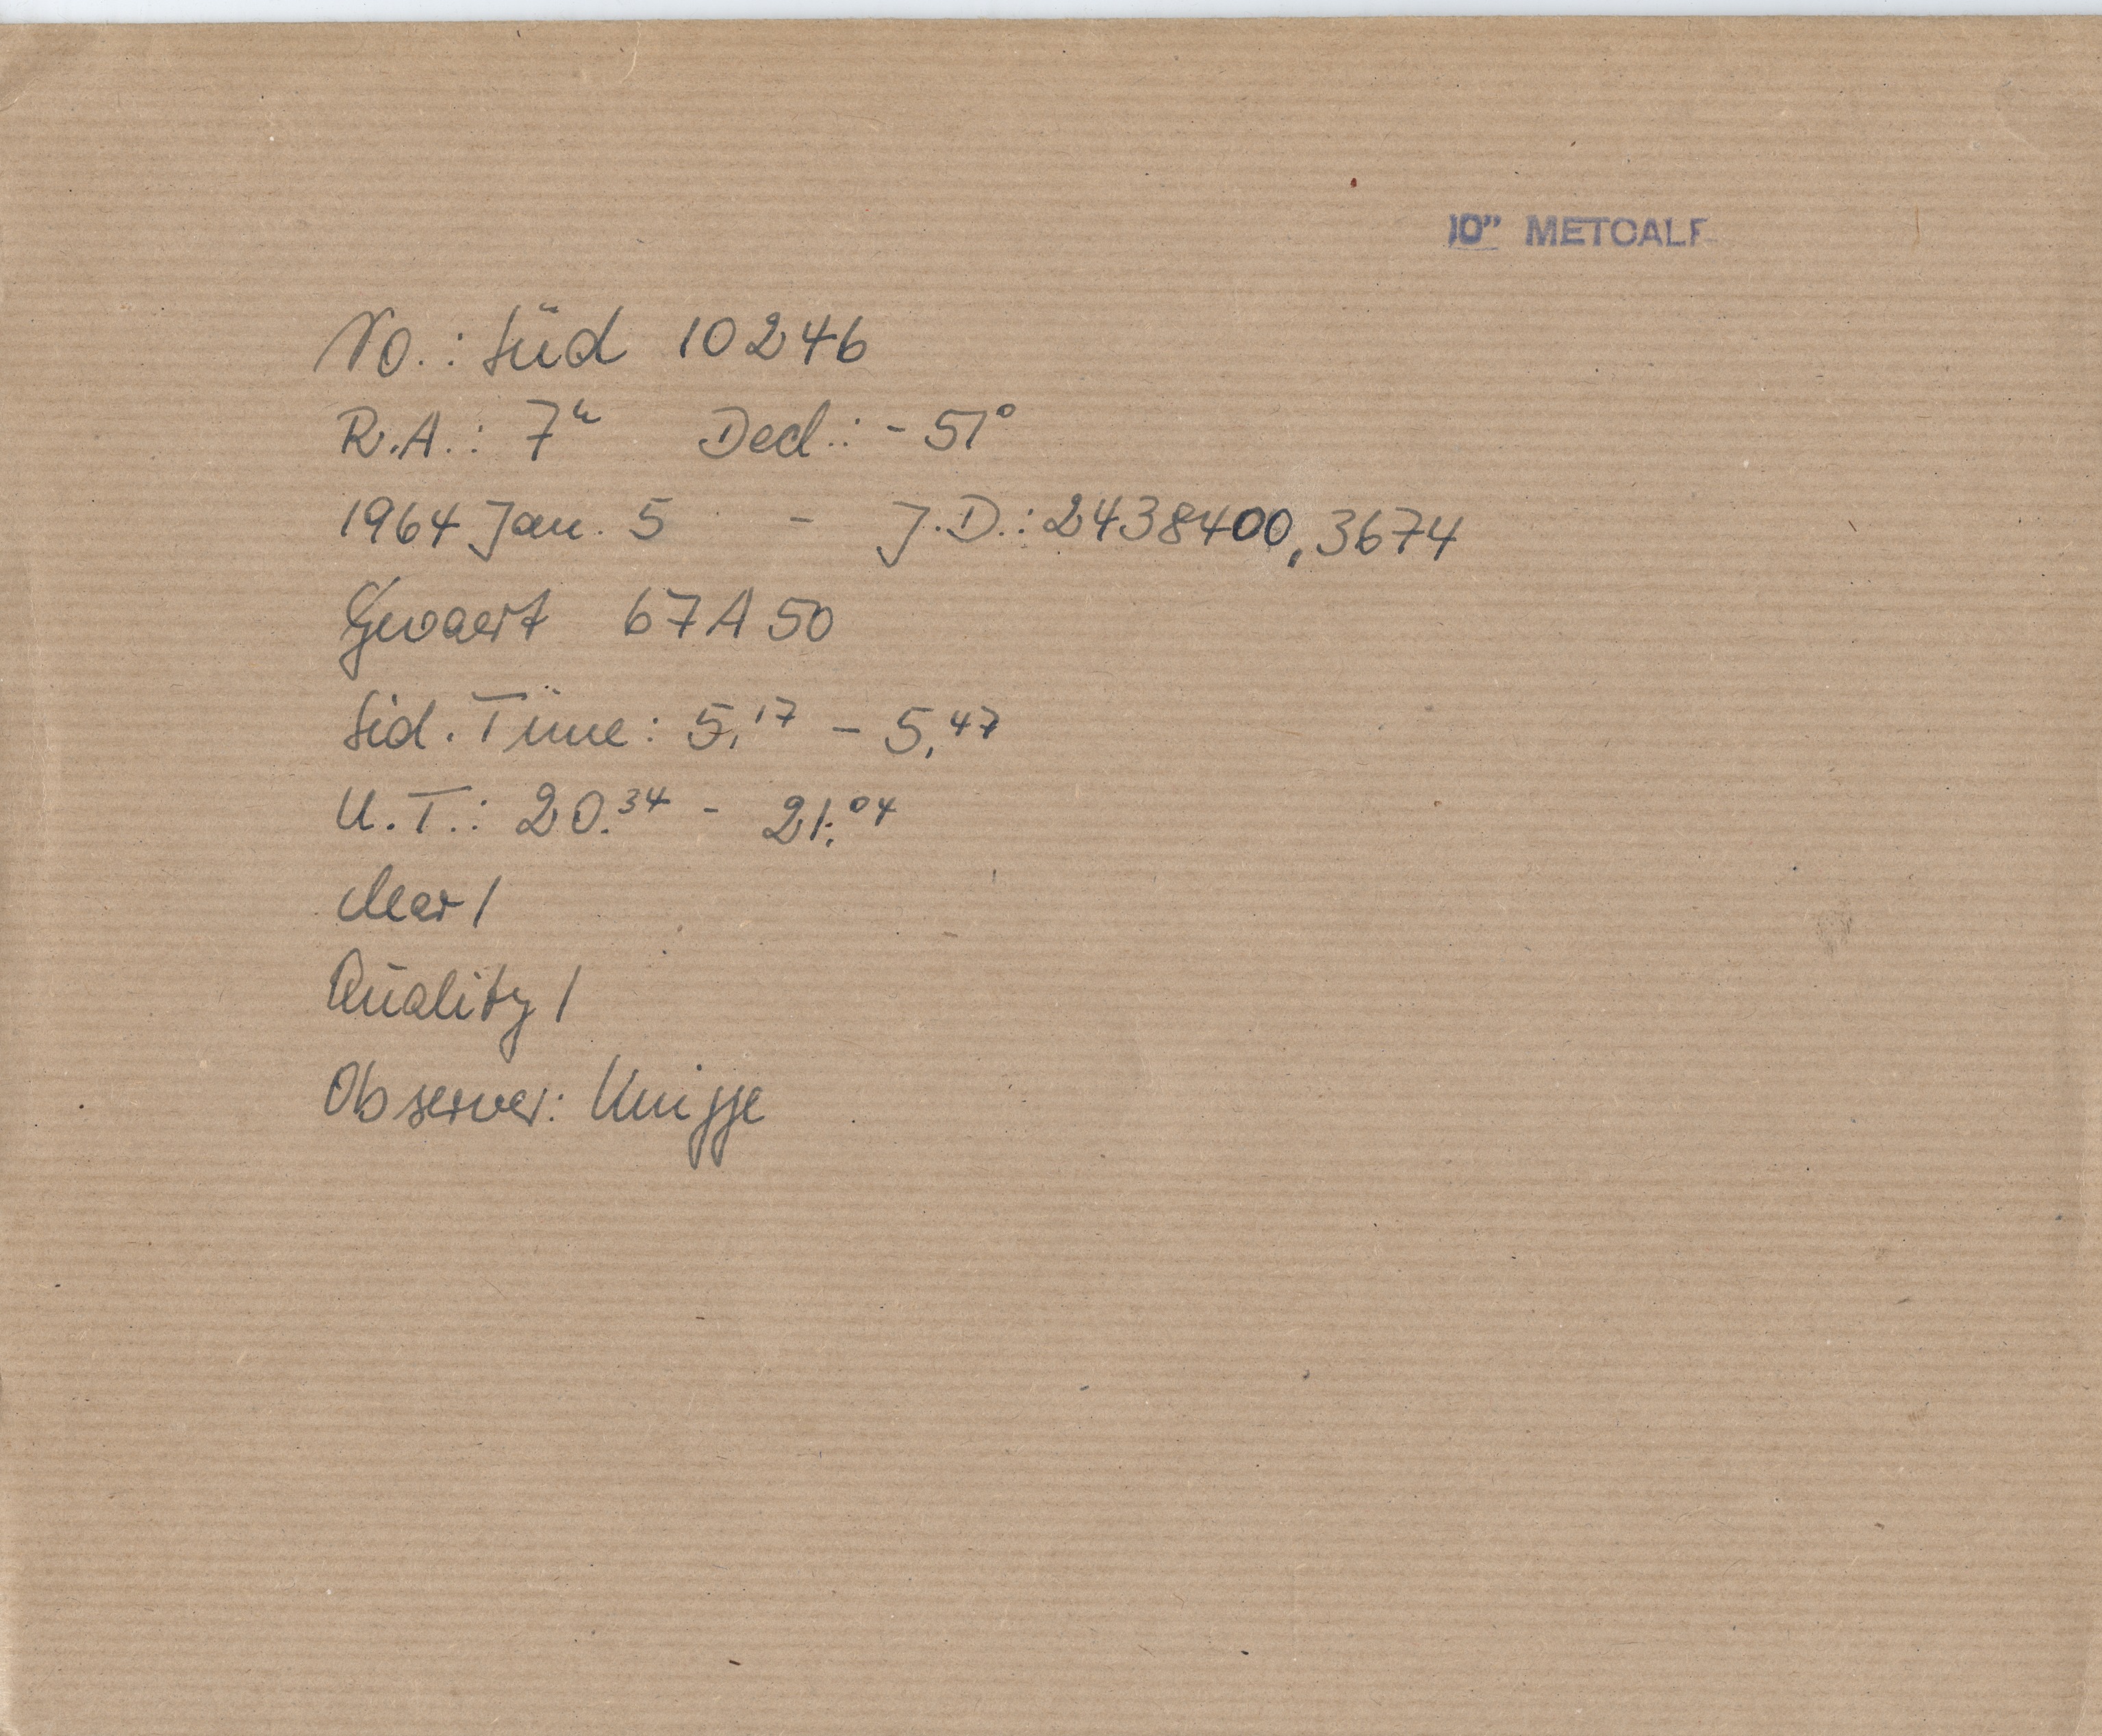 10" METCALF
No.: Süd 10246
R.A.: 7ʰ Decl.: - 51°
1964 Jan. 5 - J.D.: 2438400,3674
Gevaert 67A50
Sid. Time: 5,¹⁷ - 5,⁴⁷
U.T.: 20.³⁴ - 21.⁰⁴
clear 1
Quality 1
Observer: Knigge